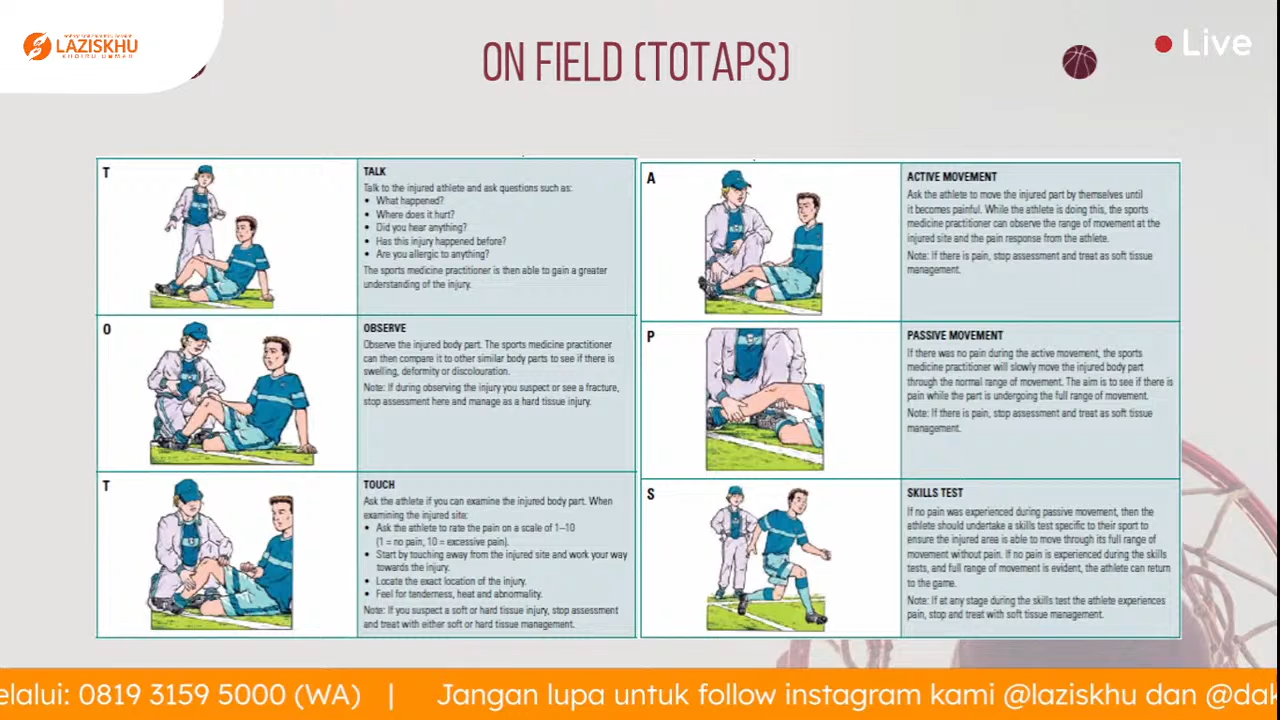 LAZISKHU
ON FIELD (TOTAPS)
Live
T
TALK
Talk to the injured athlete and ask questions such as:
• What happened?
• Where does it hurt?
• Did you hear anything?
• Has this injury happened before?
• Are you allergic to anything?
The sports medicine practitioner is then able to gain a greater
understanding of the injury.
O
OBSERVE
Observe the injured body part. The sports medicine practitioner
can then compare it to other similar body parts to see if there is
swelling, deformity or discolouration.
Note: If during observing the injury you suspect or see a fracture,
stop assessment here and manage as a hard tissue injury.
T
TOUCH
Ask the athlete if you can examine the injured body part. When
examining the injured site:
• Ask the athlete to rate the pain on a scale of 1–10
(1 = no pain, 10 = excessive pain).
• Start by touching away from the injured site and work your way
towards the injury.
• Locate the exact location of the injury.
• Feel for tenderness, heat and abnormality.
Note: If you suspect a soft or hard tissue injury, stop assessment
and treat with either soft or hard tissue management.
A
ACTIVE MOVEMENT
Ask the athlete to move the injured part by themselves until
it becomes painful. While the athlete is doing this, the sports
medicine practitioner can observe the range of movement at the
injured site and the pain response from the athlete.
Note: If there is pain, stop assessment and treat as soft tissue
management.
P
PASSIVE MOVEMENT
If there was no pain during the active movement, the sports
medicine practitioner will slowly move the injured body part
through the normal range of movement. The aim is to see if there is
pain while the part is undergoing the full range of movement.
Note: If there is pain, stop assessment and treat as soft tissue
management.
S
SKILLS TEST
If no pain was experienced during passive movement, then the
athlete should undertake a skills test specific to their sport to
ensure the injured area is able to move through its full range of
movement without pain. If no pain is experienced during the skills
tests, and full range of movement is evident, the athlete can return
to the game.
Note: If at any stage during the skills test the athlete experiences
pain, stop and treat with soft tissue management.
elalui: 0819 3159 5000 (WA) | Jangan lupa untuk follow instagram kami @laziskhu dan @dak